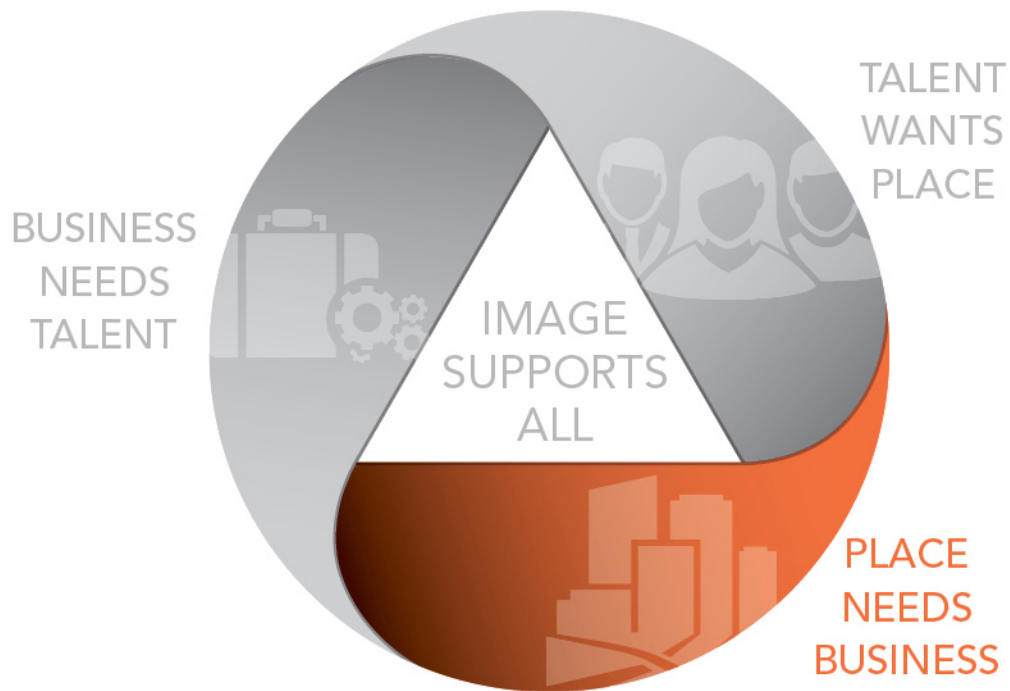 TALENT
WANTS
PLACE
BUSINESS
NEEDS
TALENT
IMAGE
SUPPORTS
ALL
PLACE
NEEDS
BUSINESS